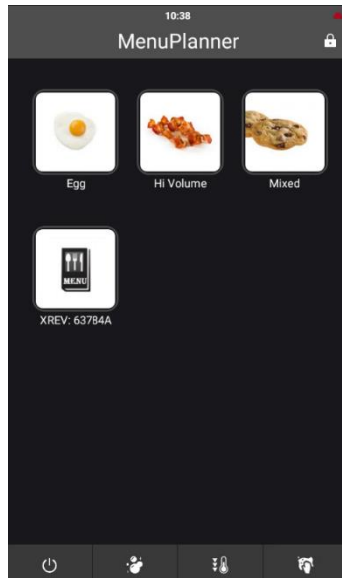 10:38
MenuPlanner
Egg
Hi Volume
Mixed
MENU
XREV: 63784A